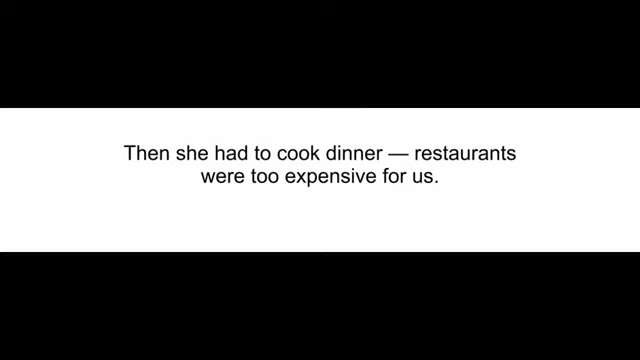 Then she had to cook dinner — restaurants
were too expensive for us.